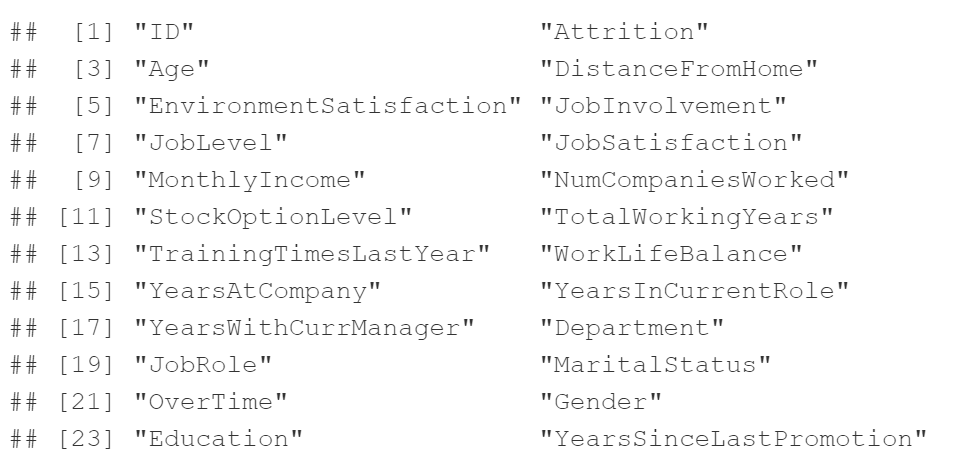 ##  [1] "ID"                      "Attrition"
##  [3] "Age"                     "DistanceFromHome"
##  [5] "EnvironmentSatisfaction" "JobInvolvement"
##  [7] "JobLevel"                "JobSatisfaction"
##  [9] "MonthlyIncome"           "NumCompaniesWorked"
## [11] "StockOptionLevel"        "TotalWorkingYears"
## [13] "TrainingTimesLastYear"   "WorkLifeBalance"
## [15] "YearsAtCompany"          "YearsInCurrentRole"
## [17] "YearsWithCurrManager"    "Department"
## [19] "JobRole"                 "MaritalStatus"
## [21] "OverTime"                "Gender"
## [23] "Education"               "YearsSinceLastPromotion"